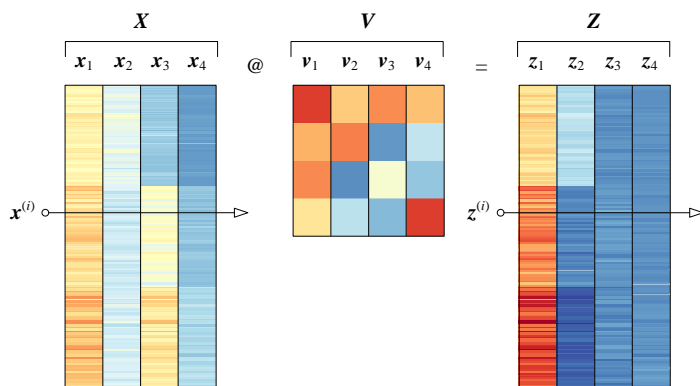 X V Z
x₁ x₂ x₃ x₄ @ v₁ v₂ v₃ v₄ = z₁ z₂ z₃ z₄
x⁽ⁱ⁾ z⁽ⁱ⁾